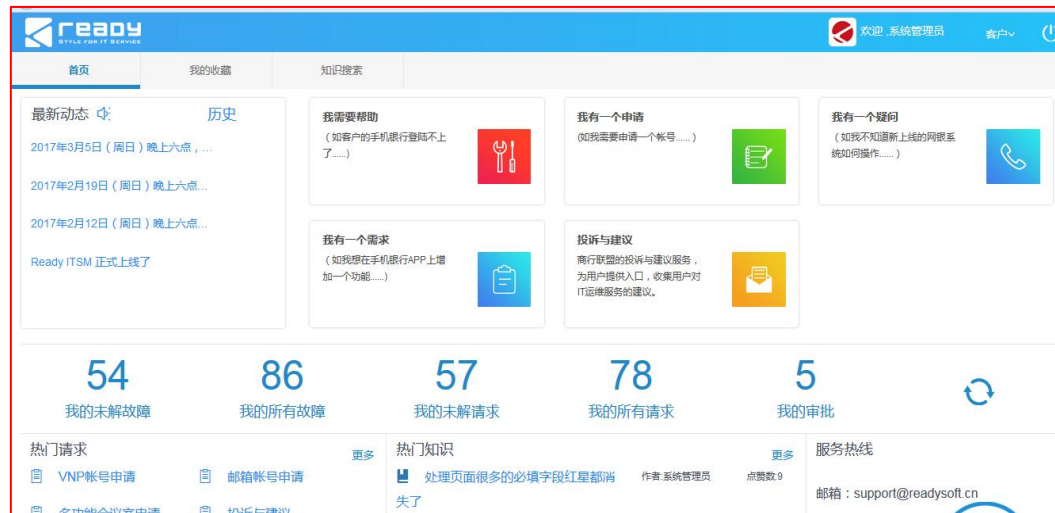 ready
STYLE FOR IT SERVICE
欢迎 ,系统管理员
客户
首页
我的收藏
知识搜索
最新动态
历史
2017年3月5日（周日）晚上六点，...
2017年2月19日（周日）晚上六点...
2017年2月12日（周日）晚上六点...
Ready ITSM 正式上线了
我需要帮助
（如客户的手机银行登陆不上
了......）
我有一个申请
(如我需要申请一个帐号......）
我有一个疑问
（如我不知道新上线的网银系
统如何操作......）
我有一个需求
（如我想在手机银行APP上增
加一个功能......）
投诉与建议
商行联盟的投诉与建议服务，
为用户提供入口，收集用户对
IT运维服务的建议。
54
我的未解故障
86
我的所有故障
57
我的未解请求
78
我的所有请求
5
我的审批
热门请求
更多
VNP帐号申请
邮箱帐号申请
多功能会议室申请
投诉与建议
热门知识
更多
处理页面很多的必填字段红星都消
失了
作者:系统管理员
点赞数:9
服务热线
邮箱：support@readysoft.cn